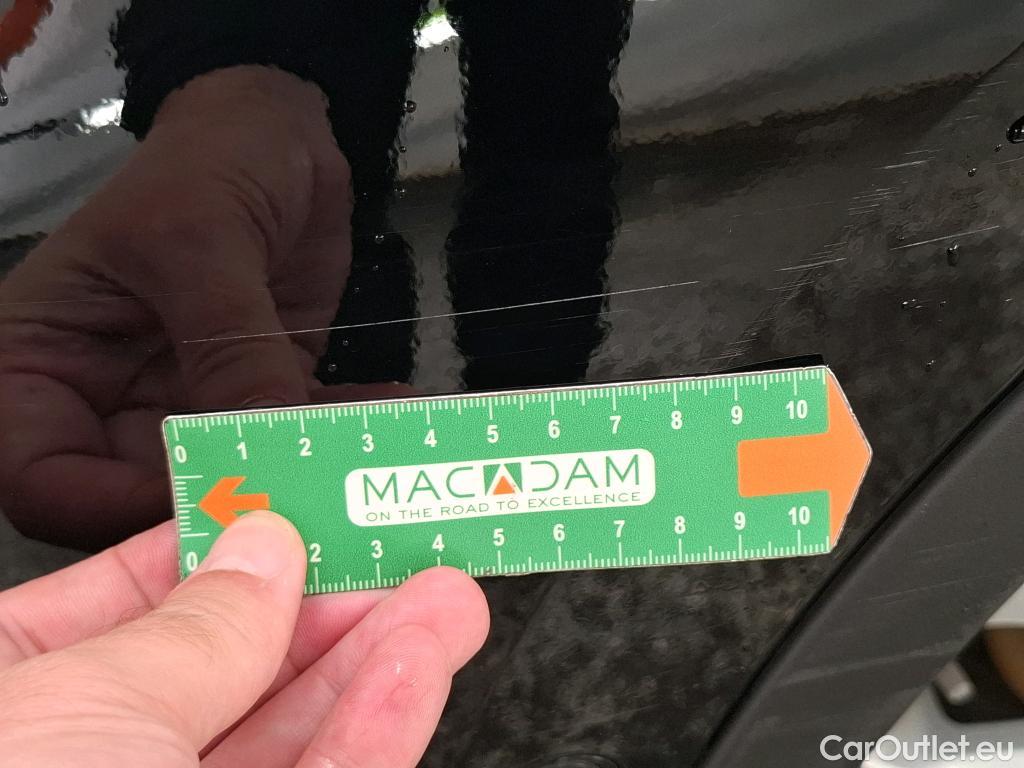 0 1 2 3 4 5 6 7 8 9 10
MACADAM
ON THE ROAD TO EXCELLENCE
0 2 3 4 5 6 7 8 9 10
CarOutlet.eu